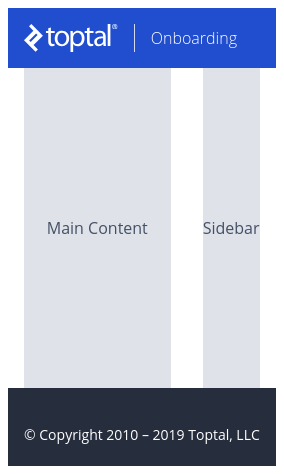 toptal® Onboarding
Main Content
Sidebar
© Copyright 2010 – 2019 Toptal, LLC